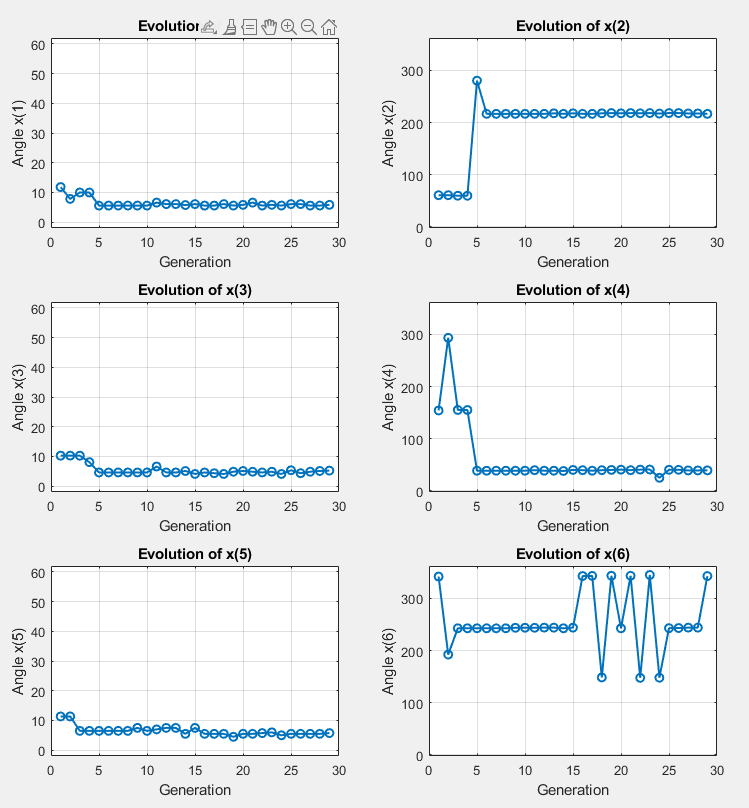 Evolution
60
50
40
30
20
10
0
Angle x(1)
0 5 10 15 20 25 30
Generation
Evolution of x(2)
300
200
100
0
Angle x(2)
0 5 10 15 20 25 30
Generation
Evolution of x(3)
60
50
40
30
20
10
0
Angle x(3)
0 5 10 15 20 25 30
Generation
Evolution of x(4)
300
200
100
0
Angle x(4)
0 5 10 15 20 25 30
Generation
Evolution of x(5)
60
50
40
30
20
10
0
Angle x(5)
0 5 10 15 20 25 30
Generation
Evolution of x(6)
300
200
100
0
Angle x(6)
0 5 10 15 20 25 30
Generation